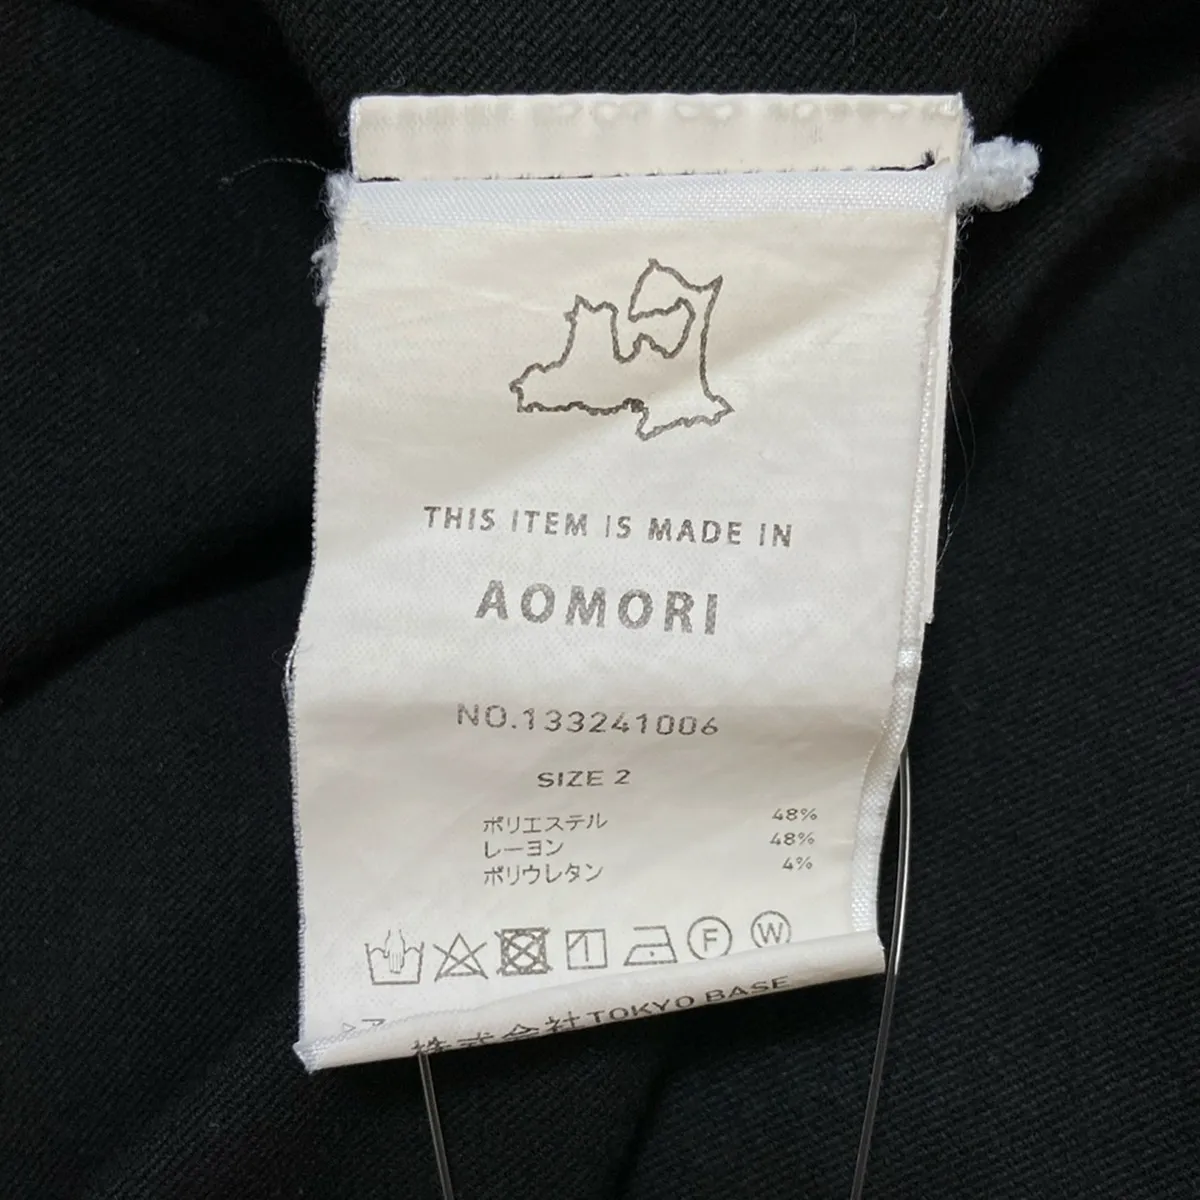 THIS ITEM IS MADE IN
AOMORI
NO.133241006
SIZE 2
ポリエステル 48%
レーヨン 48%
ポリウレタン 4%
F W
株式会社TOKYO BASE